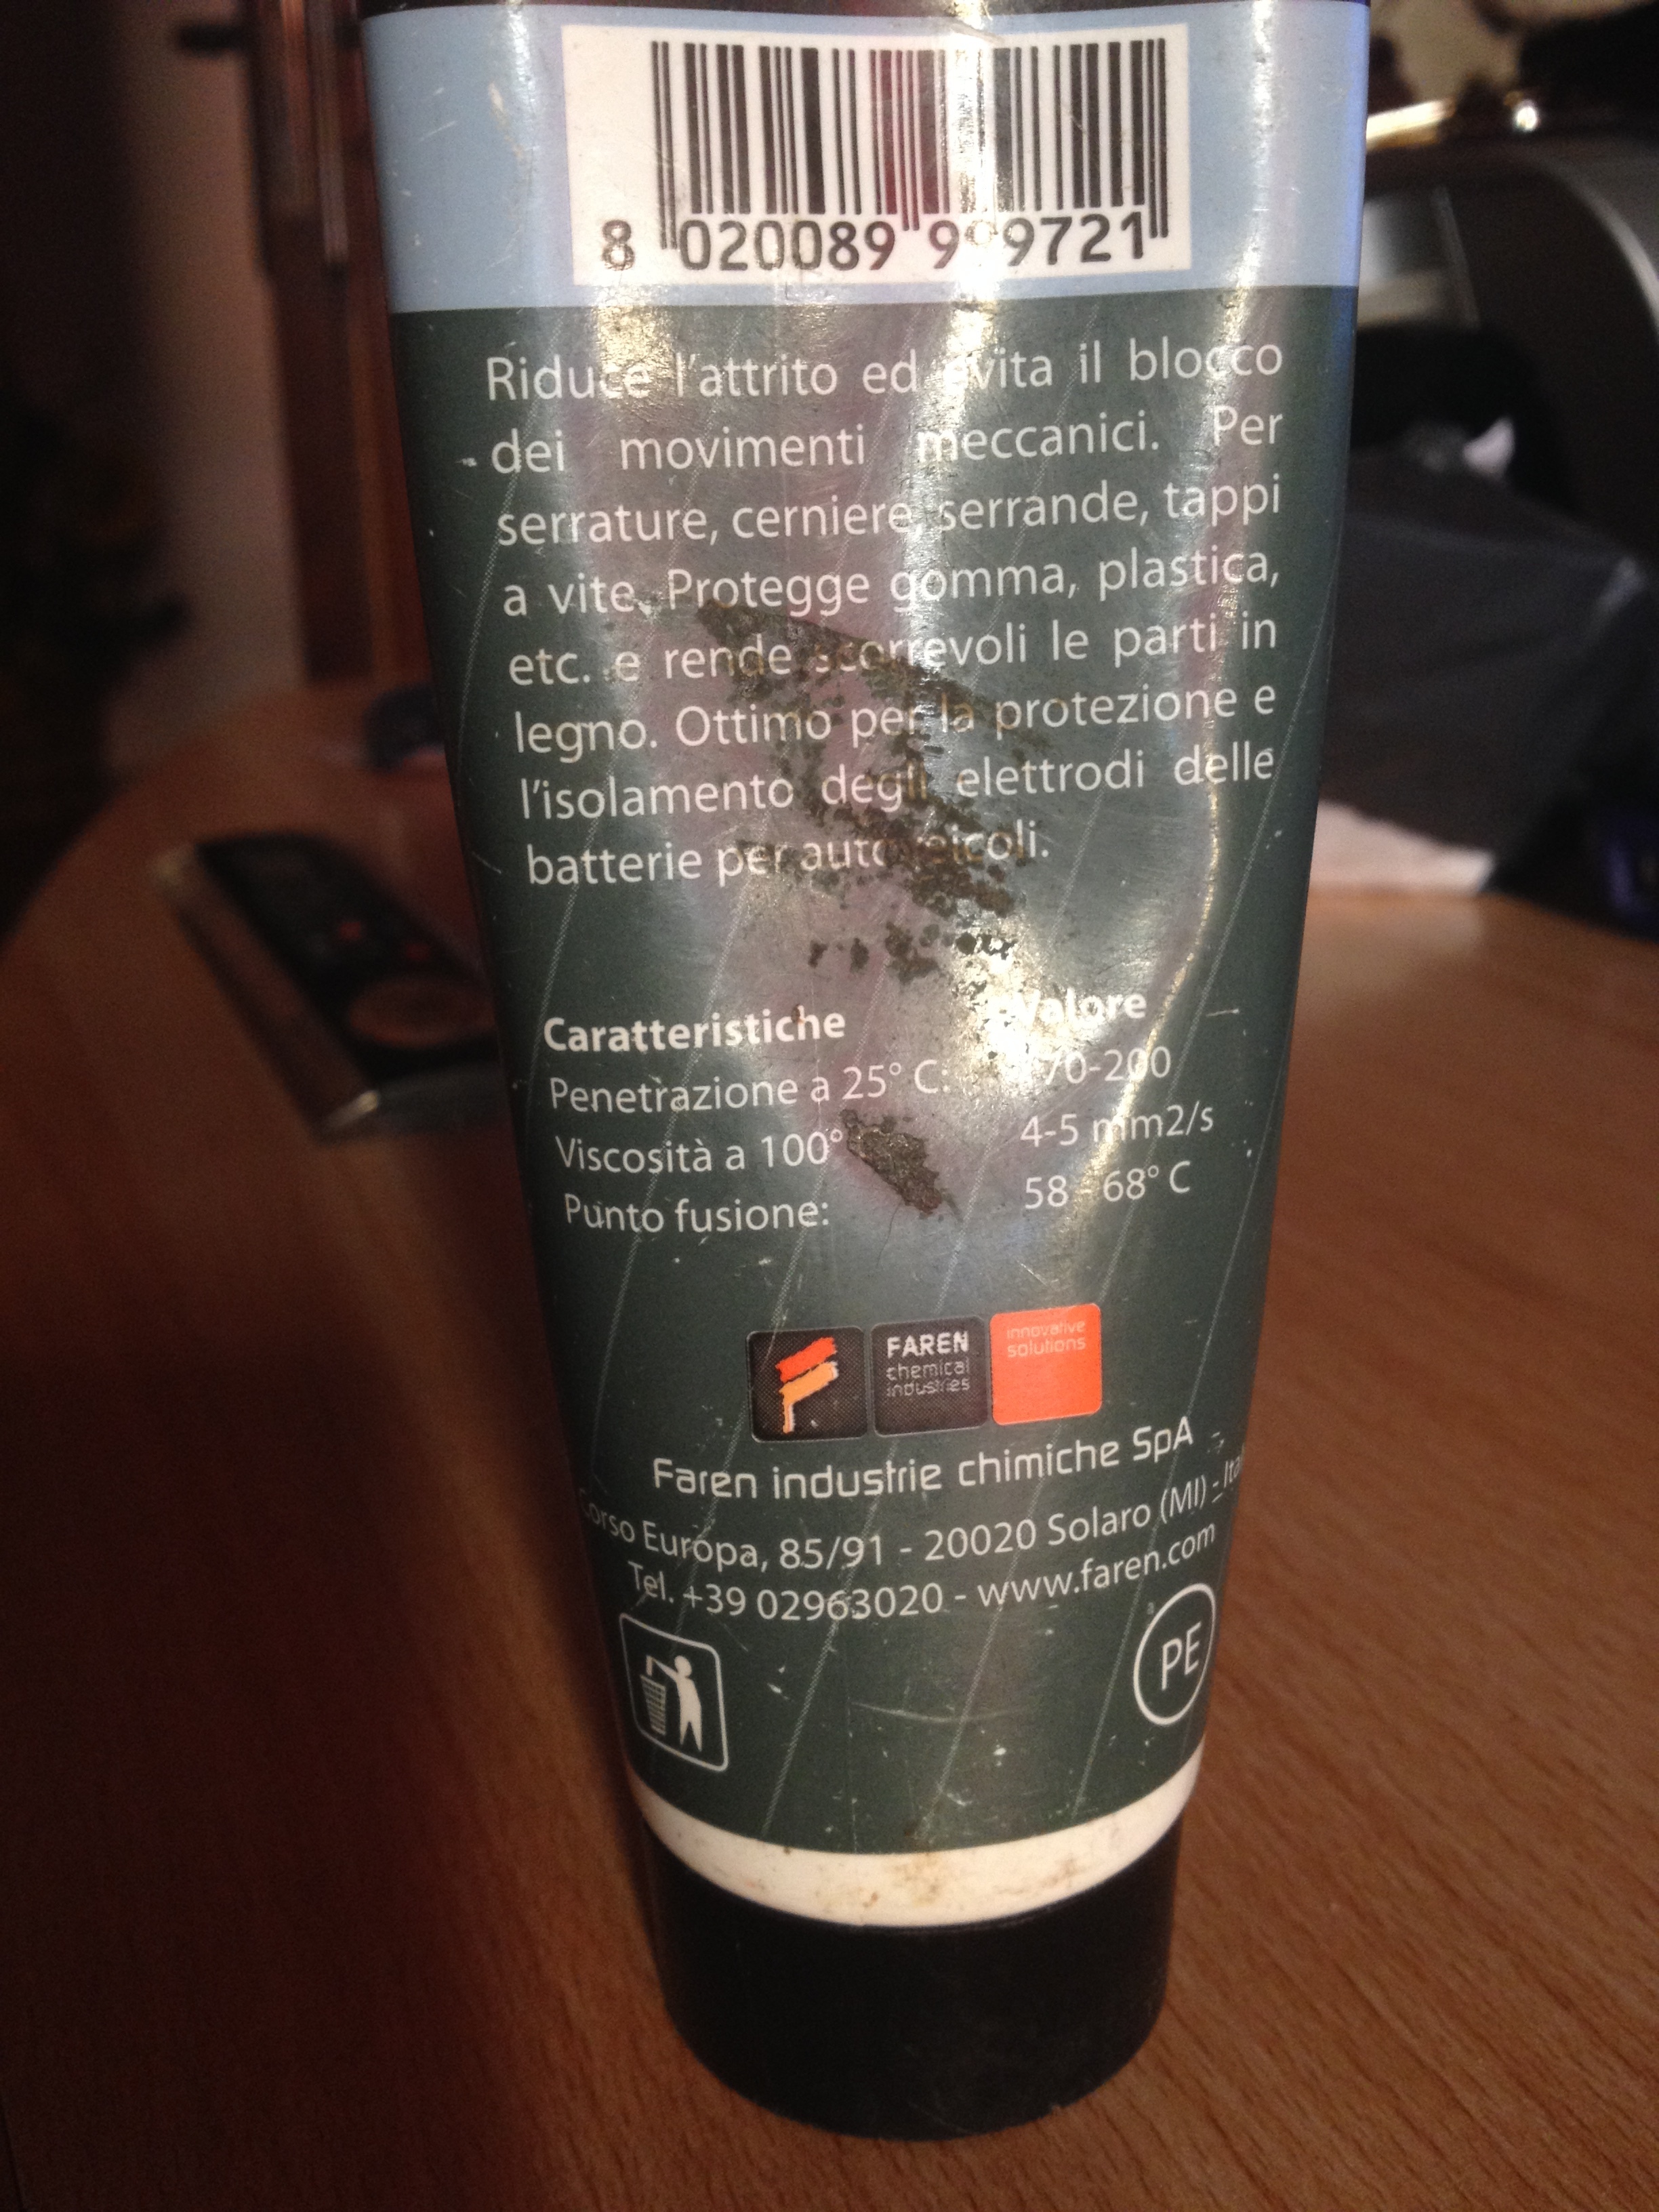 8 020089 999721
Riduce l'attrito ed evita il blocco
dei movimenti meccanici. Per
serrature, cerniere, serrande, tappi
a vite. Protegge gomma, plastica,
etc. e rende scorrevoli le parti in
legno. Ottimo per la protezione e
l'isolamento degli elettrodi delle
batterie per autoveicoli.
Caratteristiche Valore
Penetrazione a 25° C:
Viscosità a 100° 4-5 mm2/s
Punto fusione: 58 - 68° C
FAREN
chemical
industries
innovative
solutions
Faren industrie chimiche SpA
Corso Europa, 85/91 - 20020 Solaro (MI) -
Tel. +39 02963020 - www.faren.com
PE